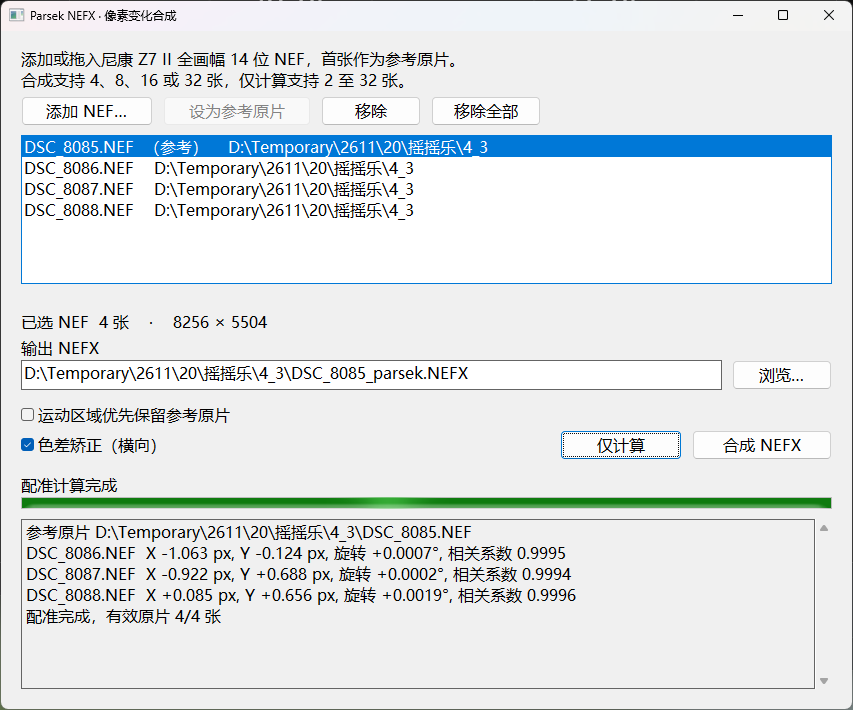 Parsek NEFX · 像素变化合成
添加或拖入尼康 Z7 II 全画幅 14 位 NEF，首张作为参考原片。
合成支持 4、8、16 或 32 张，仅计算支持 2 至 32 张。
添加 NEF... 设为参考原片 移除 移除全部
DSC_8085.NEF （参考） D:\Temporary\2611\20\摇摇乐\4_3
DSC_8086.NEF D:\Temporary\2611\20\摇摇乐\4_3
DSC_8087.NEF D:\Temporary\2611\20\摇摇乐\4_3
DSC_8088.NEF D:\Temporary\2611\20\摇摇乐\4_3
已选 NEF 4 张 · 8256 × 5504
输出 NEFX
D:\Temporary\2611\20\摇摇乐\4_3\DSC_8085_parsek.NEFX 浏览...
运动区域优先保留参考原片
色差矫正（横向） 仅计算 合成 NEFX
配准计算完成
参考原片 D:\Temporary\2611\20\摇摇乐\4_3\DSC_8085.NEF
DSC_8086.NEF X -1.063 px, Y -0.124 px, 旋转 +0.0007°, 相关系数 0.9995
DSC_8087.NEF X -0.922 px, Y +0.688 px, 旋转 +0.0002°, 相关系数 0.9994
DSC_8088.NEF X +0.085 px, Y +0.656 px, 旋转 +0.0019°, 相关系数 0.9996
配准完成，有效原片 4/4 张